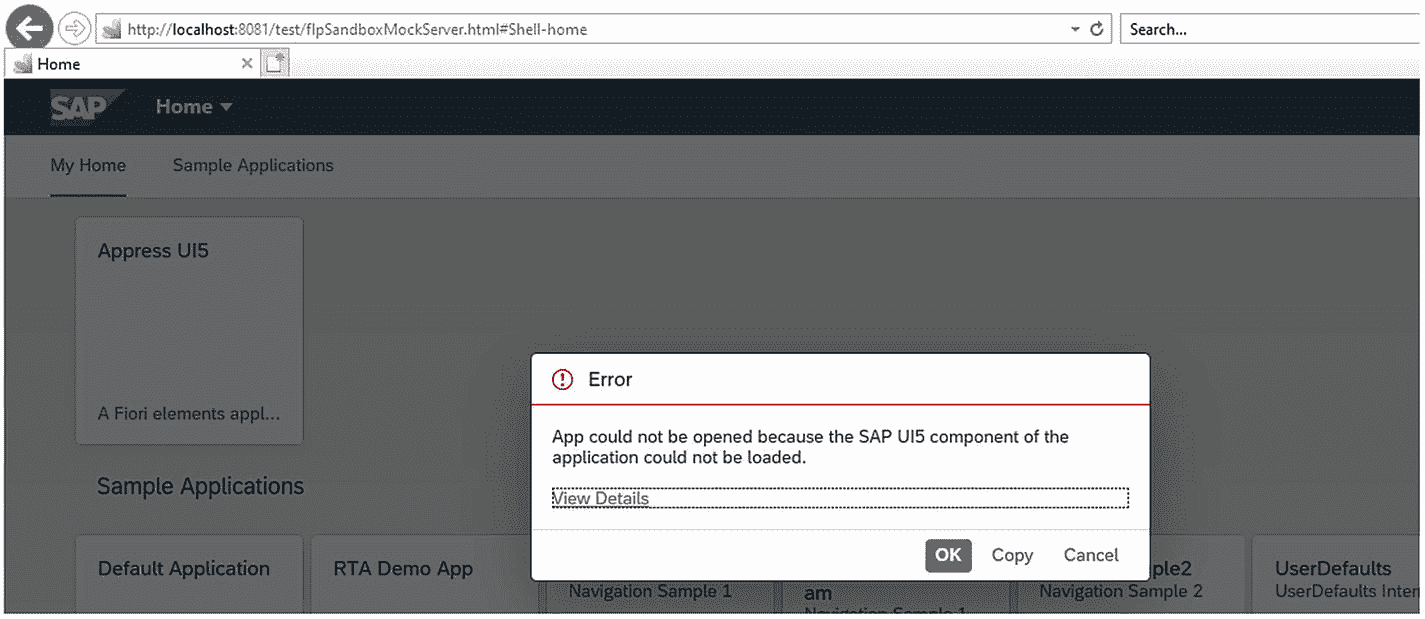 http://localhost:8081/test/flpSandboxMockServer.html#Shell-home
Search...
Home
SAP Home
My Home Sample Applications
Appress UI5
A Fiori elements appl...
Error
App could not be opened because the SAP UI5 component of the
application could not be loaded.
View Details
OK Copy Cancel
Sample Applications
Default Application
RTA Demo App
Navigation Sample 1
am
Navigation Sample 1
ple2
Navigation Sample 2
UserDefaults
UserDefaults Inter